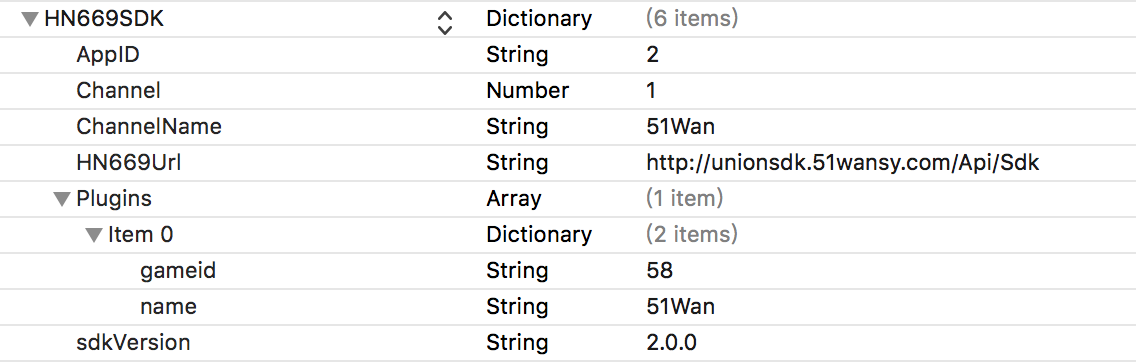 HN669SDK Dictionary (6 items)
AppID String 2
Channel Number 1
ChannelName String 51Wan
HN669Url String http://unionsdk.51wansy.com/Api/Sdk
Plugins Array (1 item)
Item 0 Dictionary (2 items)
gameid String 58
name String 51Wan
sdkVersion String 2.0.0